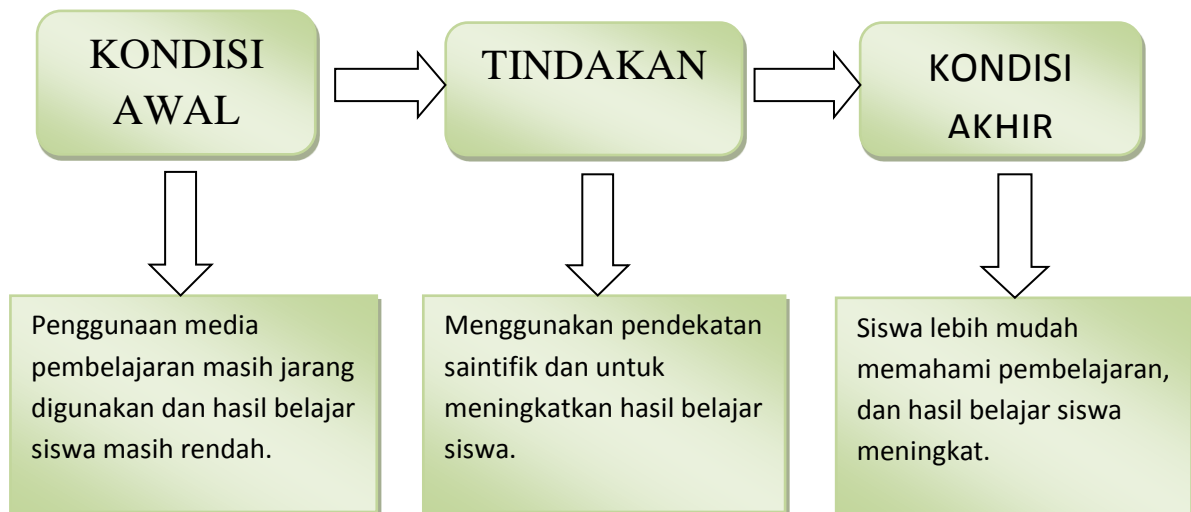 KONDISI
AWAL
TINDAKAN
KONDISI
AKHIR
Penggunaan media
pembelajaran masih jarang
digunakan dan hasil belajar
siswa masih rendah.
Menggunakan pendekatan
saintifik dan untuk
meningkatkan hasil belajar
siswa.
Siswa lebih mudah
memahami pembelajaran,
dan hasil belajar siswa
meningkat.